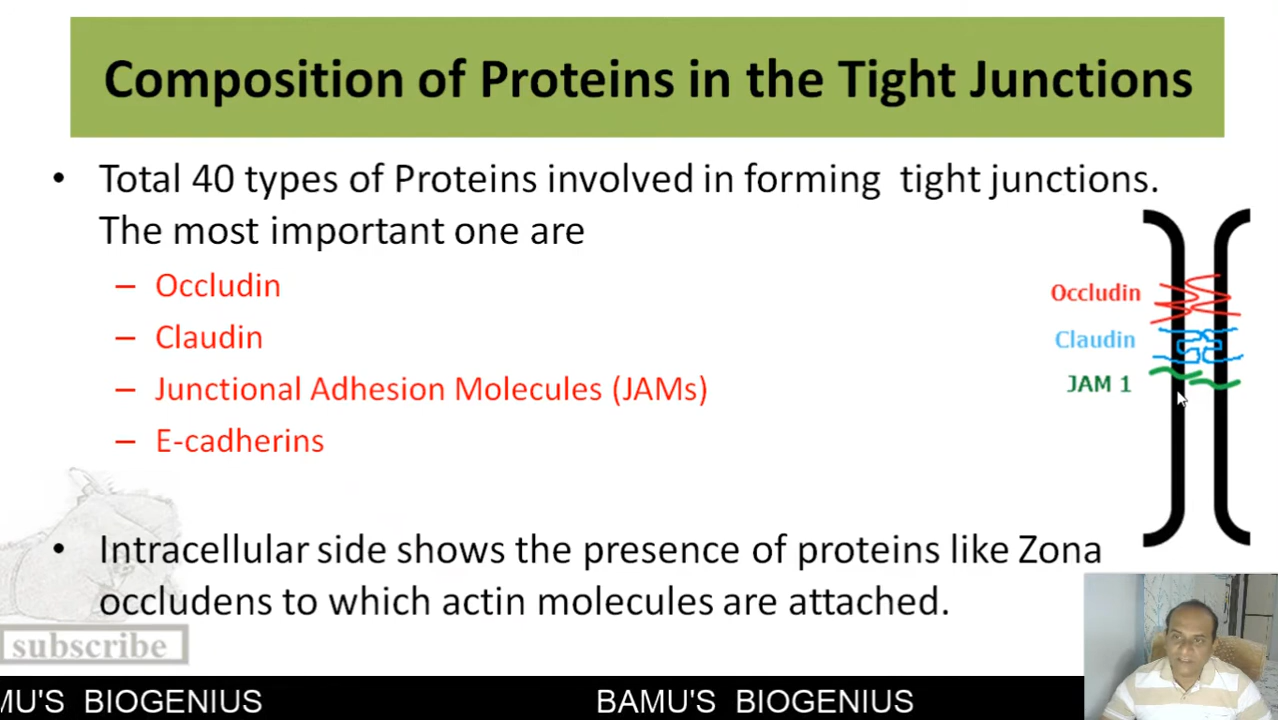 Composition of Proteins in the Tight Junctions
• Total 40 types of Proteins involved in forming tight junctions.
The most important one are
– Occludin
– Claudin
– Junctional Adhesion Molecules (JAMs)
– E-cadherins
Occludin
Claudin
JAM 1
• Intracellular side shows the presence of proteins like Zona
occludens to which actin molecules are attached.
subscribe
MU'S BIOGENIUS BAMU'S BIOGENIUS